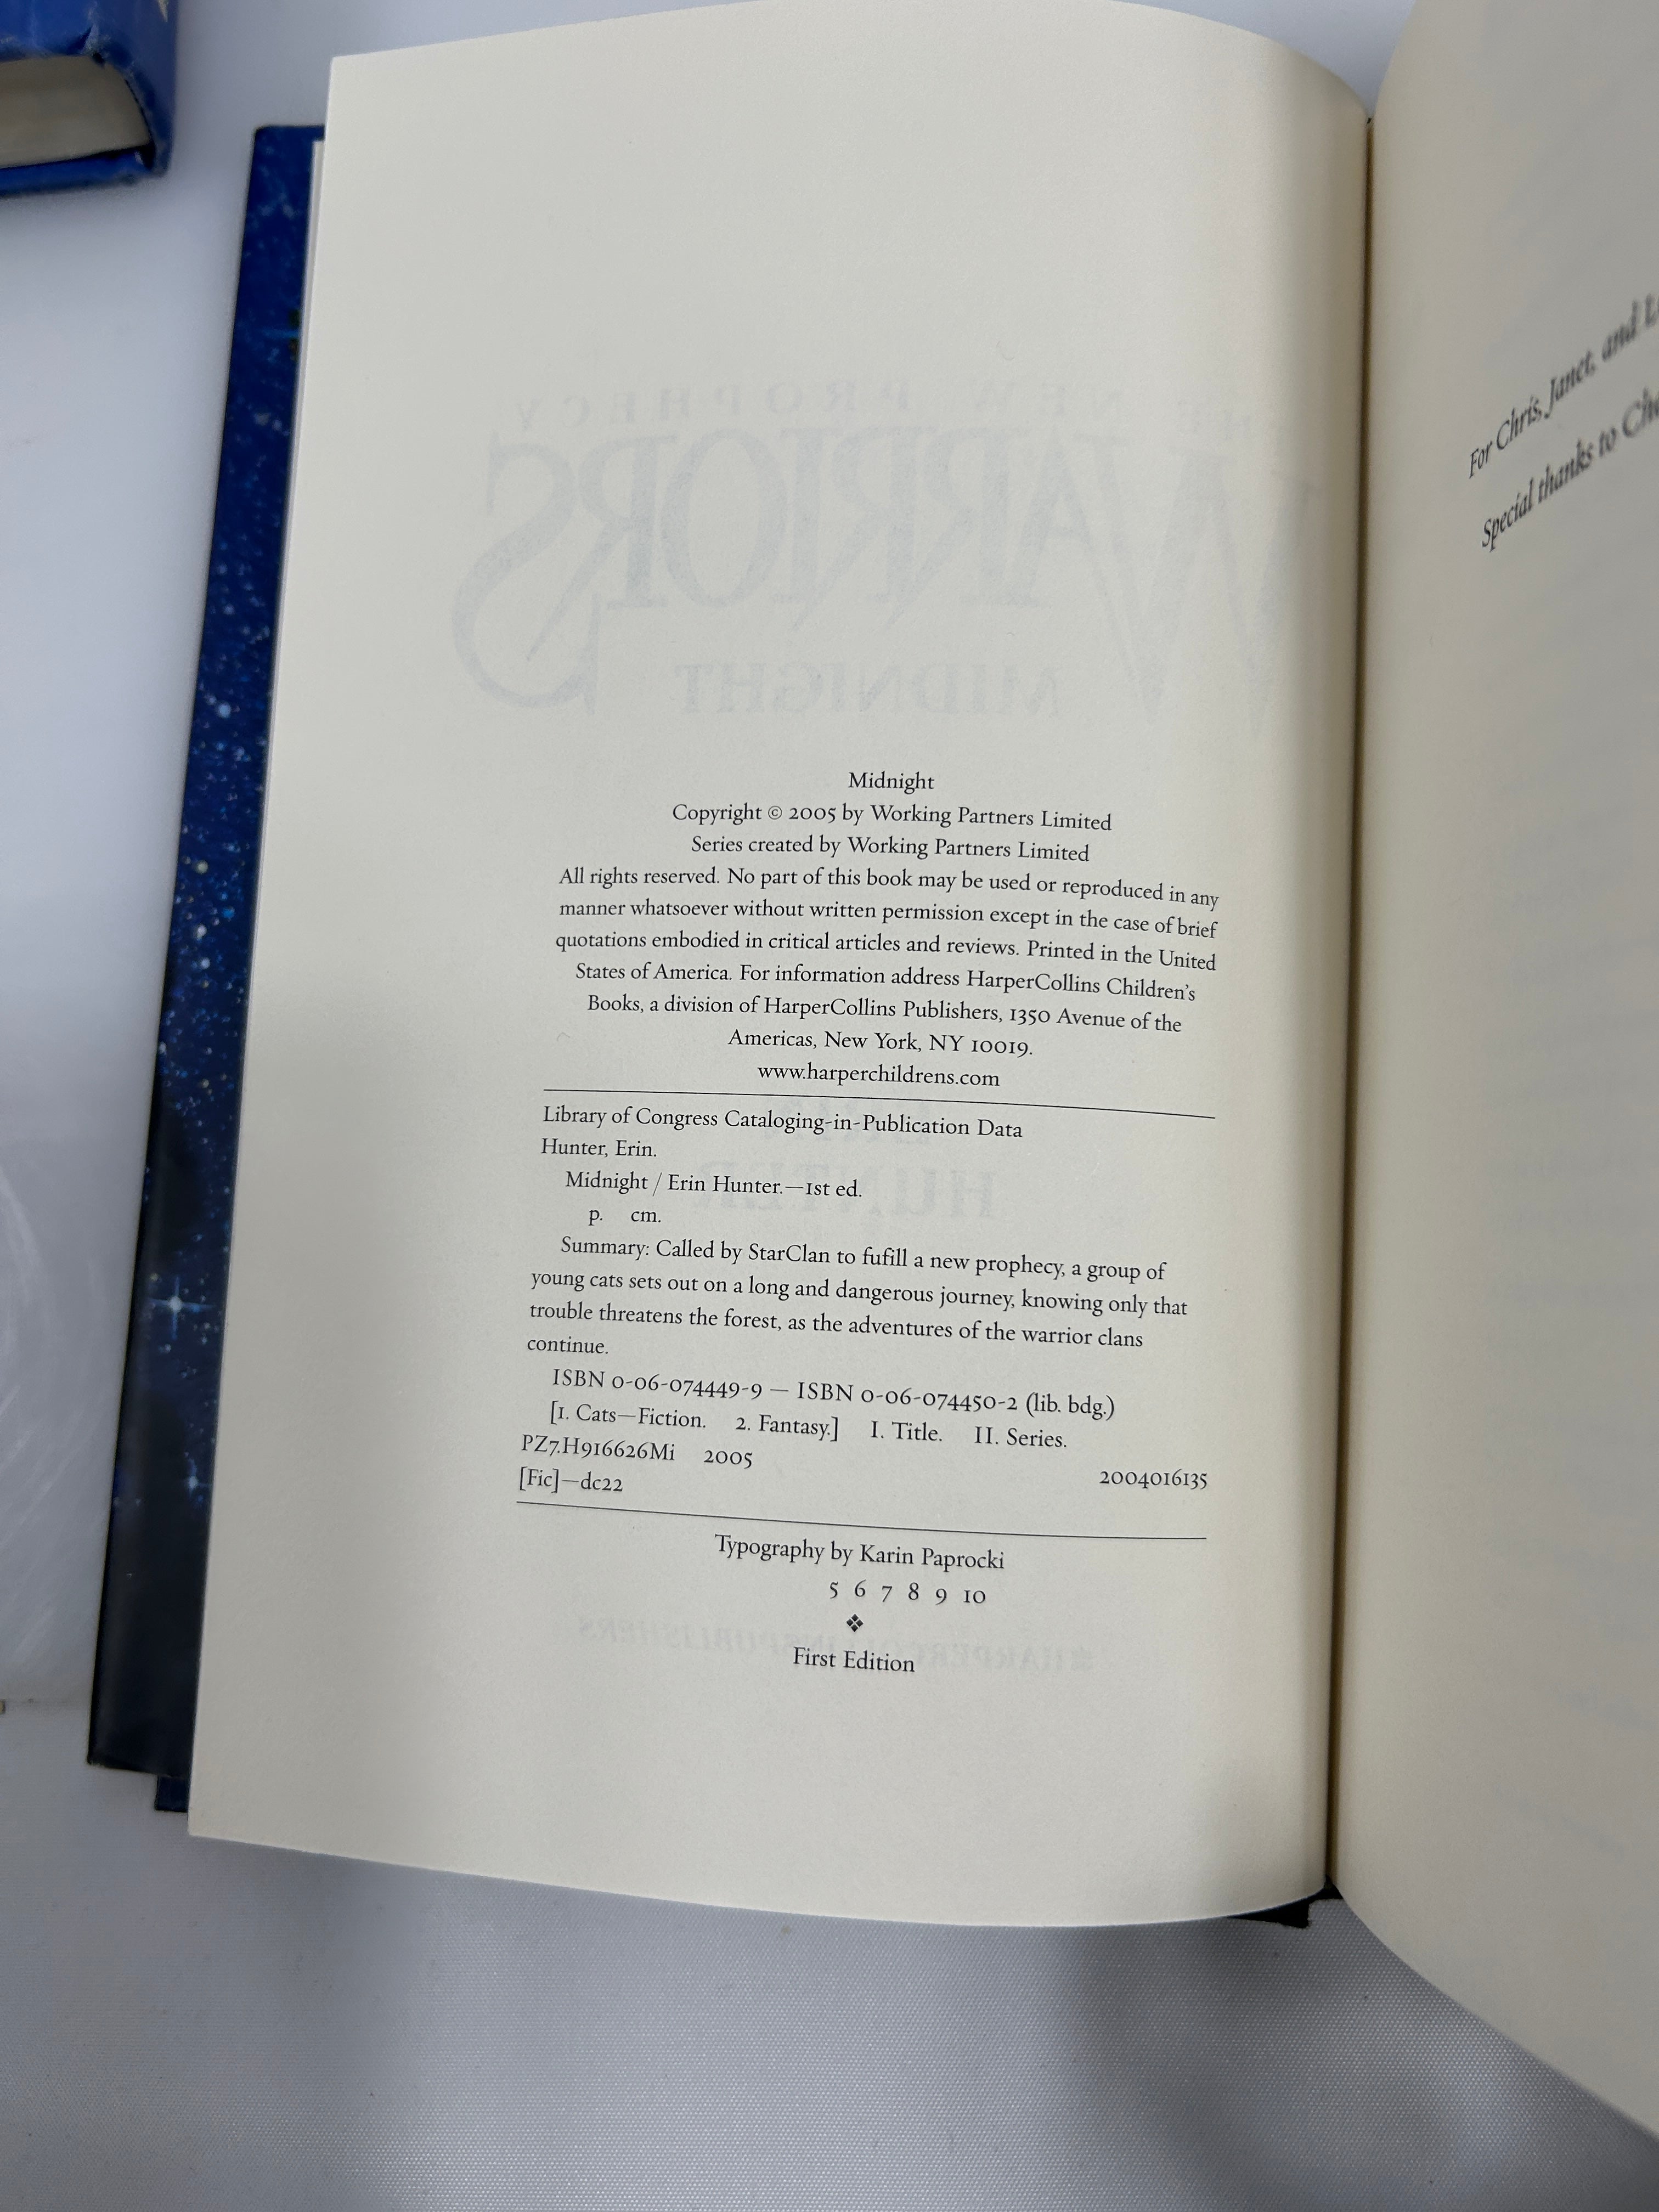 Midnight
Copyright © 2005 by Working Partners Limited
Series created by Working Partners Limited
All rights reserved. No part of this book may be used or reproduced in any
manner whatsoever without written permission except in the case of brief
quotations embodied in critical articles and reviews. Printed in the United
States of America. For information address HarperCollins Children's
Books, a division of HarperCollins Publishers, 1350 Avenue of the
Americas, New York, NY 10019.
www.harperchildrens.com
Library of Congress Cataloging-in-Publication Data
Hunter, Erin.
Midnight / Erin Hunter.—1st ed.
p. cm.
Summary: Called by StarClan to fufill a new prophecy, a group of
young cats sets out on a long and dangerous journey, knowing only that
trouble threatens the forest, as the adventures of the warrior clans
continue.
ISBN 0-06-074449-9 — ISBN 0-06-074450-2 (lib. bdg.)
[1. Cats—Fiction. 2. Fantasy.] I. Title. II. Series.
PZ7.H916626Mi 2005
2004016135
[Fic]—dc22
Typography by Karin Paprocki
5 6 7 8 9 10
❖
First Edition
For Chris, Janet, and
Special thanks to